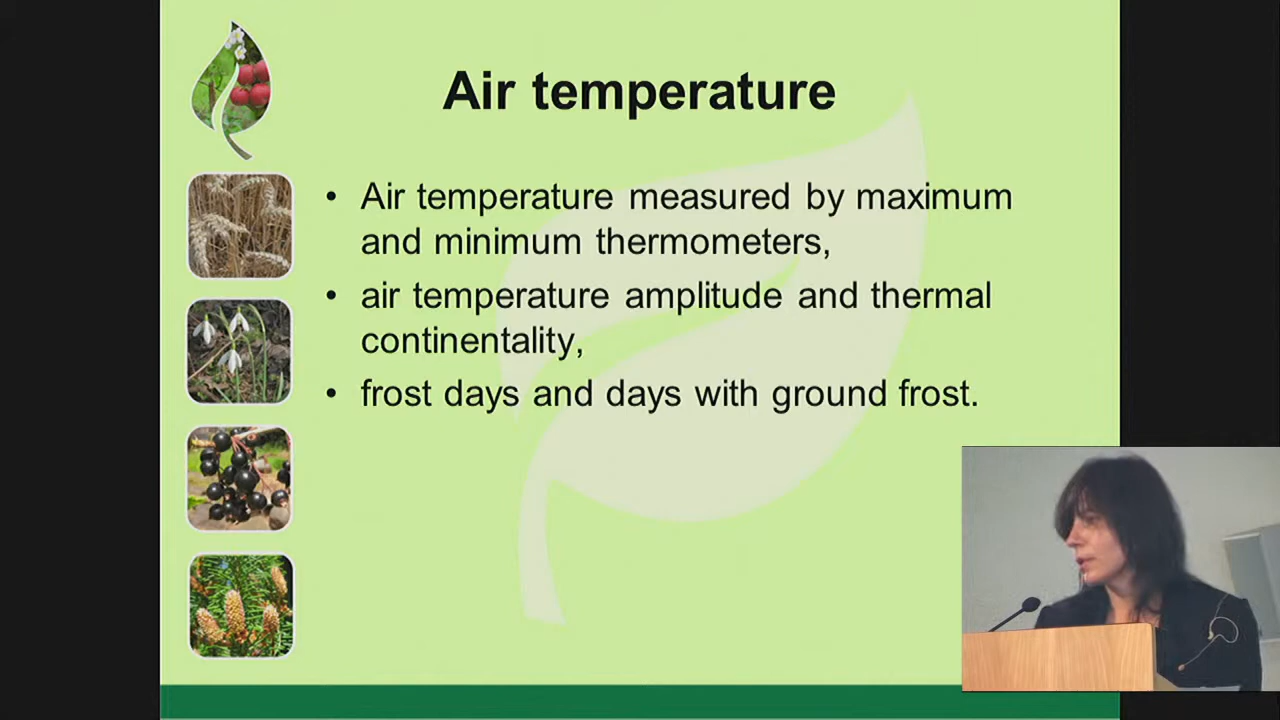 Air temperature
• Air temperature measured by maximum
and minimum thermometers,
• air temperature amplitude and thermal
continentality,
• frost days and days with ground frost.